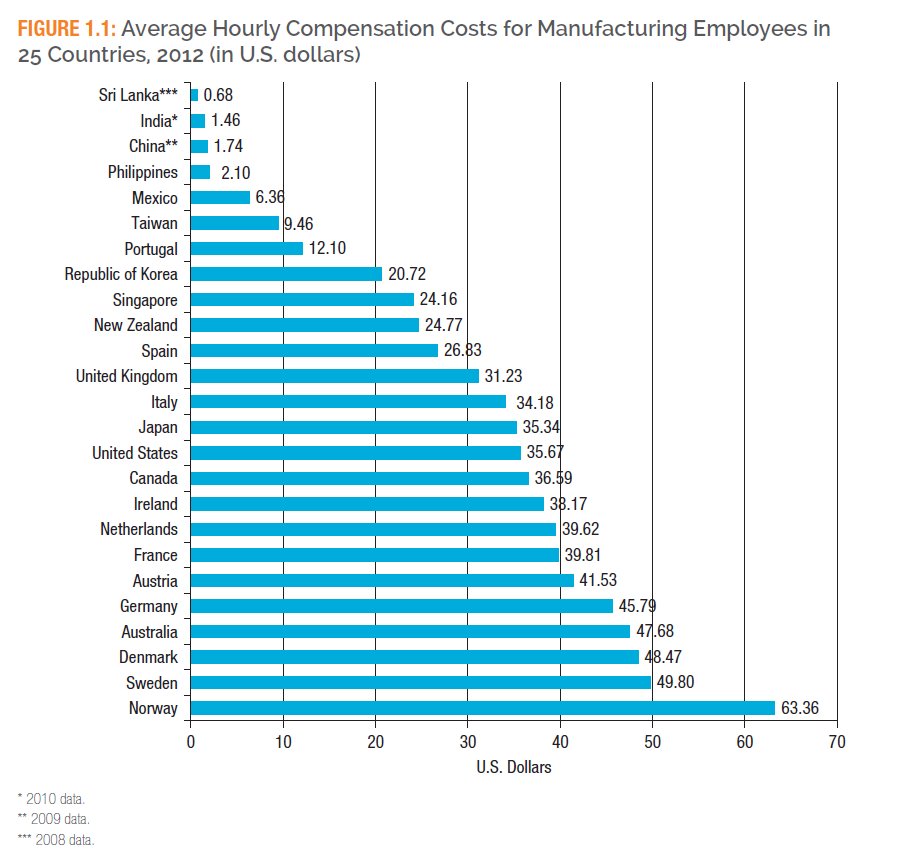 FIGURE 1.1: Average Hourly Compensation Costs for Manufacturing Employees in
25 Countries, 2012 (in U.S. dollars)
Sri Lanka*** 0.68
India* 1.46
China** 1.74
Philippines 2.10
Mexico 6.36
Taiwan 9.46
Portugal 12.10
Republic of Korea 20.72
Singapore 24.16
New Zealand 24.77
Spain 26.83
United Kingdom 31.23
Italy 34.18
Japan 35.34
United States 35.67
Canada 36.59
Ireland 38.17
Netherlands 39.62
France 39.81
Austria 41.53
Germany 45.79
Australia 47.68
Denmark 48.47
Sweden 49.80
Norway 63.36
0 10 20 30 40 50 60 70
U.S. Dollars
* 2010 data.
** 2009 data.
*** 2008 data.